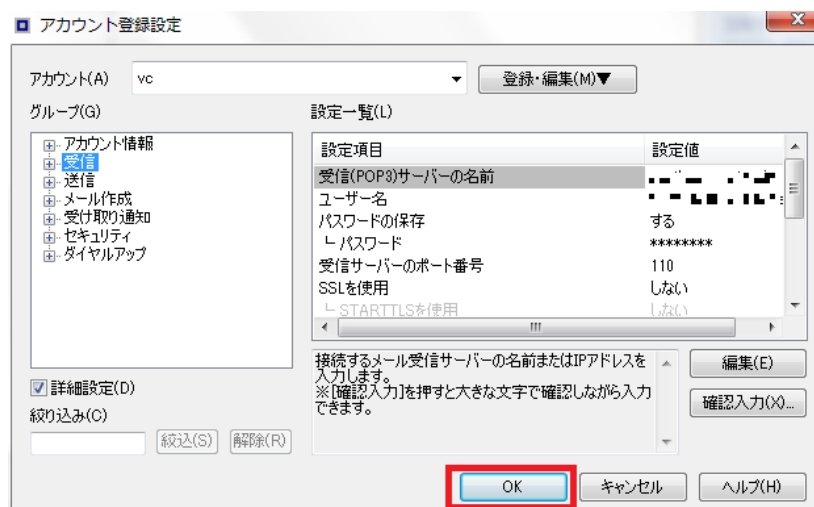 アカウント登録設定
アカウント(A) vc 登録・編集(M)▼
グループ(G)
アカウント情報
受信
送信
メール作成
受け取り通知
セキュリティ
ダイヤルアップ
詳細設定(D)
絞り込み(C)
絞込(S) 解除(R)
設定一覧(L)
設定項目 設定値
受信(POP3)サーバーの名前
ユーザー名
パスワードの保存 する
└ パスワード ********
受信サーバーのポート番号 110
SSLを使用 しない
└ STARTTLSを使用 しない
接続するメール受信サーバーの名前またはIPアドレスを
入力します。
※[確認入力]を押すと大きな文字で確認しながら入力
できます。
編集(E)
確認入力(X)...
OK キャンセル ヘルプ(H)